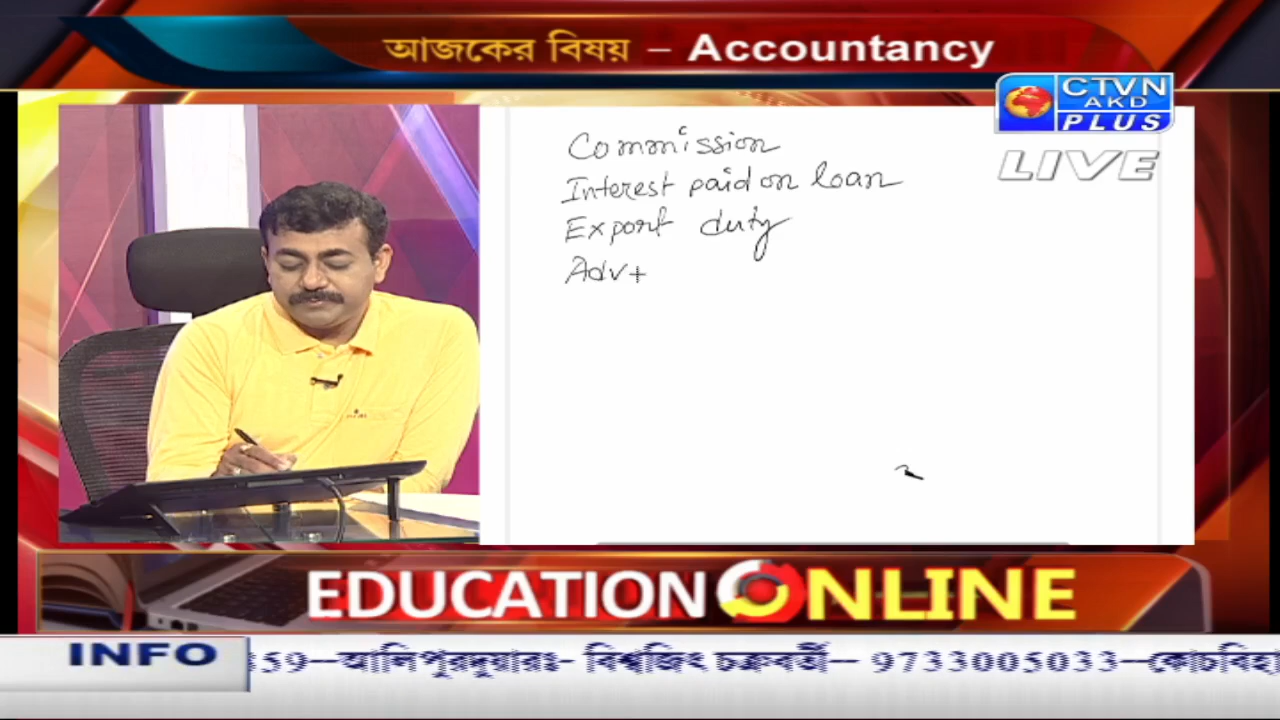 আজকের বিষয় – Accountancy
CTVN
AKD
PLUS
LIVE
Commission
Interest paid on loan
Export duty
Adv+
EDUCATION ONLINE
INFO
359--আলিপুরদুয়ারঃ- বিশ্বজিৎ চক্রবর্তী-- 9733005033--কোচবিহা